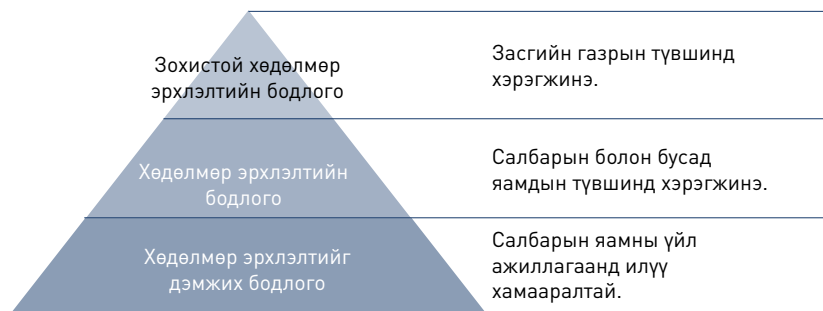 Зохистой хөдөлмөр
эрхлэлтийн бодлого
Засгийн газрын түвшинд
хэрэгжинэ.
Хөдөлмөр эрхлэлтийн
бодлого
Салбарын болон бусад
яамдын түвшинд хэрэгжинэ.
Хөдөлмөр эрхлэлтийг
дэмжих бодлого
Салбарын яамны үйл
ажиллагаанд илүү
хамааралтай.